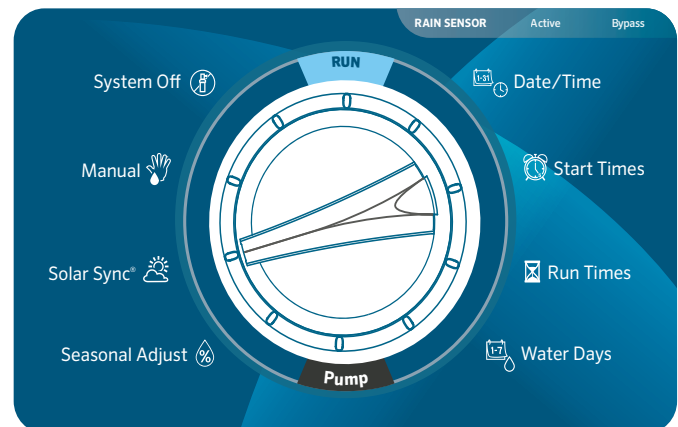 RAIN SENSOR Active Bypass
RUN
System Off
Date/Time
1-31
Manual
Start Times
Solar Sync®
Run Times
Seasonal Adjust %
1-7
Water Days
Pump